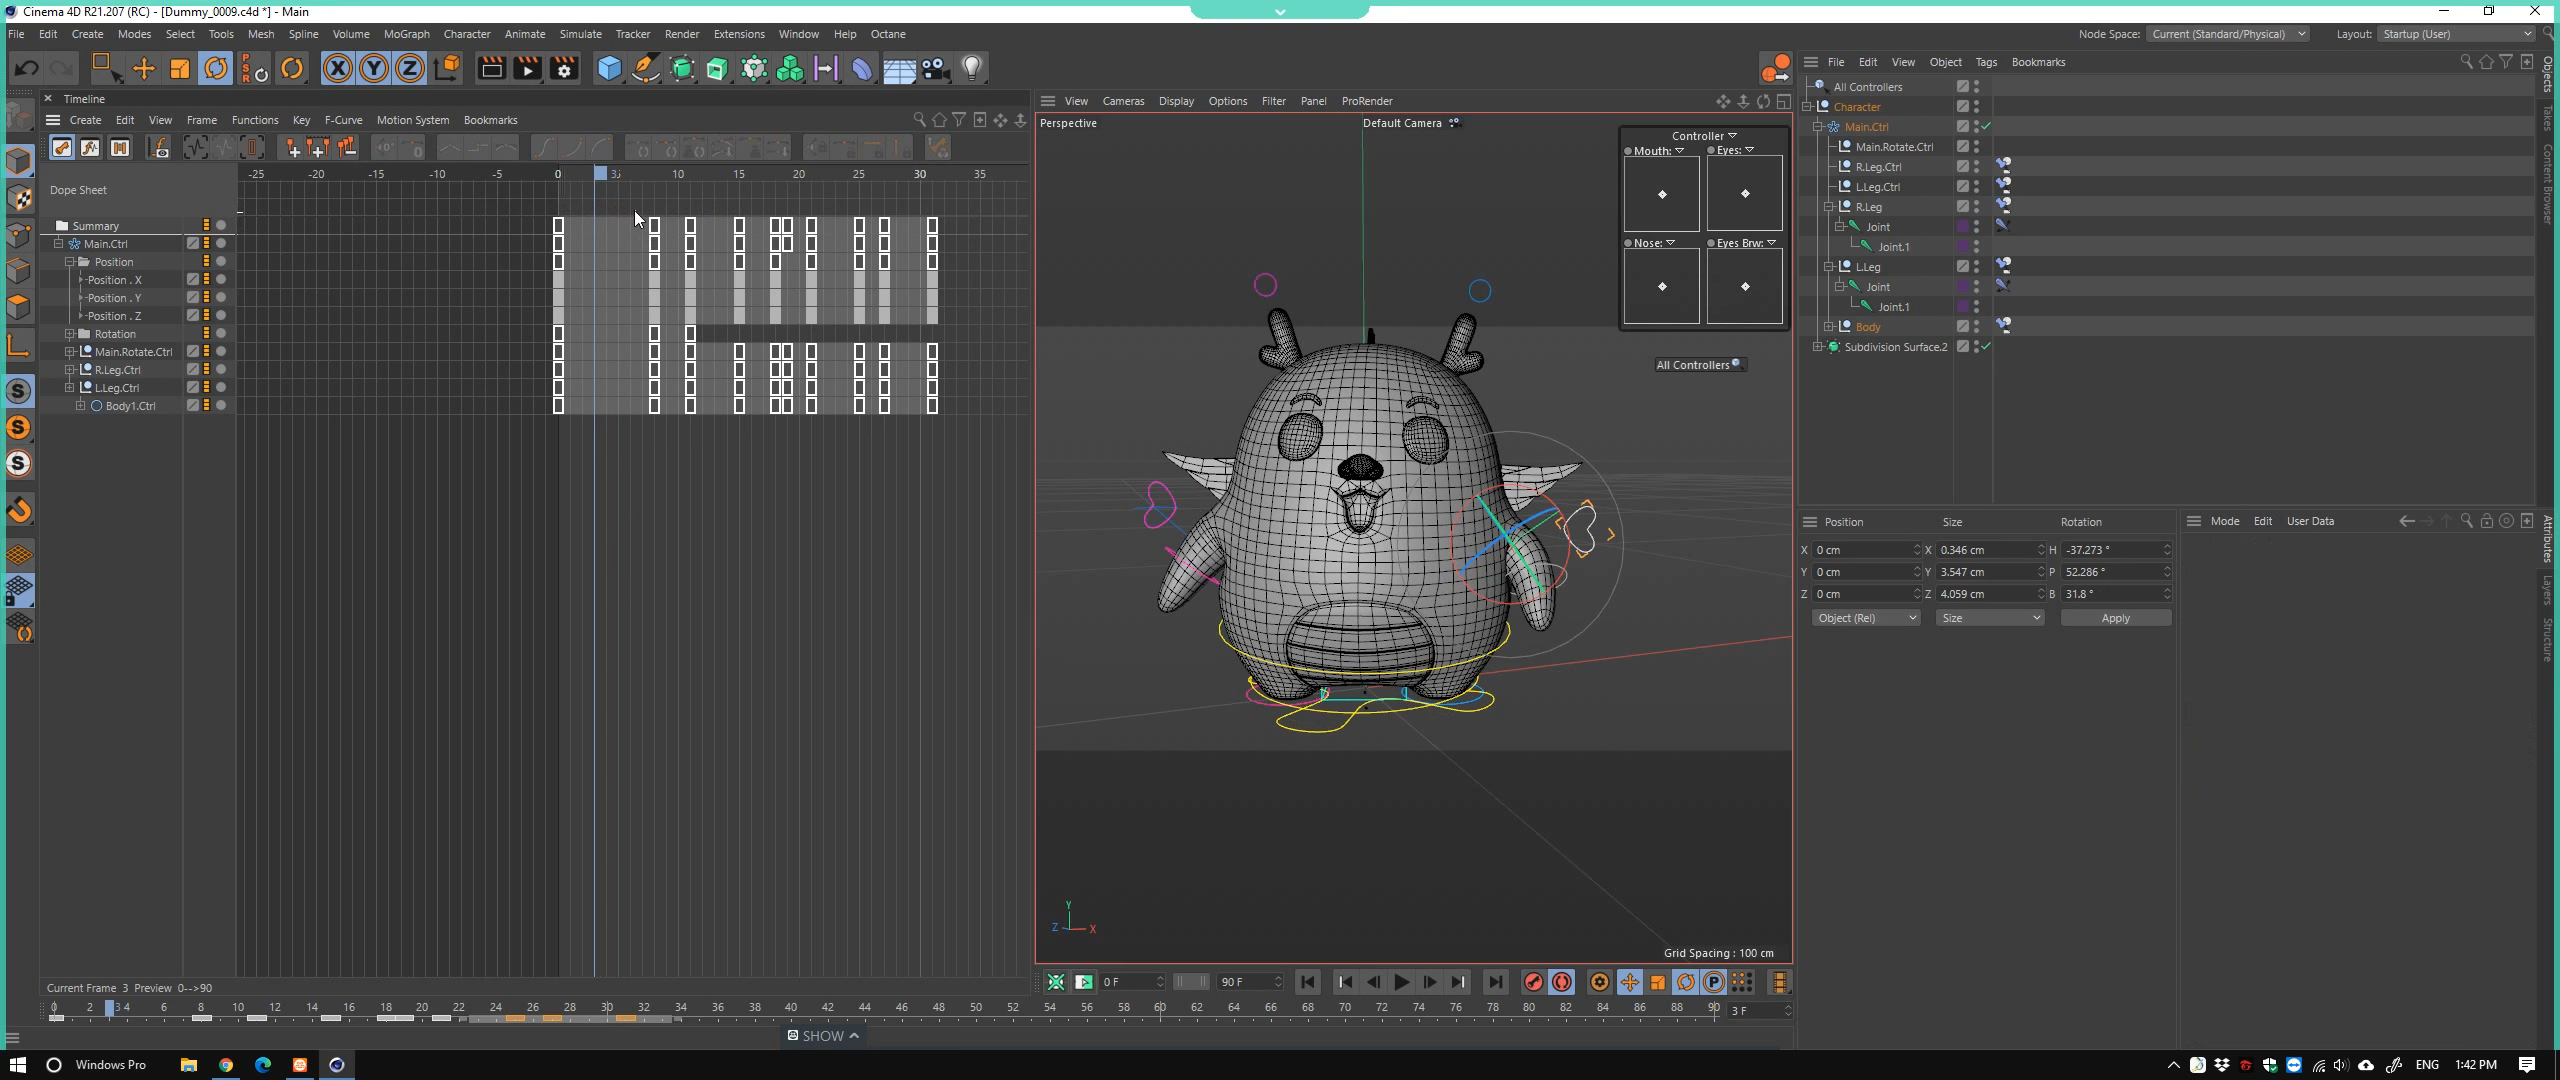 Cinema 4D R21.207 (RC) - [Dummy_0009.c4d *] - Main
File Edit Create Modes Select Tools Mesh Spline Volume MoGraph Character Animate Simulate Tracker Render Extensions Window Help Octane
Node Space: Current (Standard/Physical) Layout: Startup (User)
Timeline
Create Edit View Frame Functions Key F-Curve Motion System Bookmarks
-25 -20 -15 -10 -5 0 5 10 15 20 25 30 35
Dope Sheet
Summary
Main.Ctrl
Position
Position . X
Position . Y
Position . Z
Rotation
Main.Rotate.Ctrl
R.Leg.Ctrl
L.Leg.Ctrl
Body1.Ctrl
Current Frame 3 Preview 0-->90
View Cameras Display Options Filter Panel ProRender
Perspective
Default Camera
Controller
Mouth: Eyes:
Nose: Eyes Brw:
All Controllers
Y
Z X
Grid Spacing : 100 cm
0 F 90 F
0 2 3 4 6 8 10 12 14 16 18 20 22 24 26 28 30 32 34 36 38 40 42 44 46 48 50 52 54 56 58 60 62 64 66 68 70 72 74 76 78 80 82 84 86 88 90
3 F
SHOW
File Edit View Object Tags Bookmarks
All Controllers
Character
Main.Ctrl
Main.Rotate.Ctrl
R.Leg.Ctrl
L.Leg.Ctrl
R.Leg
Joint
Joint.1
L.Leg
Joint
Joint.1
Body
Subdivision Surface.2
Objects
Takes
Content Browser
Position Size Rotation
X 0 cm X 0.346 cm H -37.273 °
Y 0 cm Y 3.547 cm P 52.286 °
Z 0 cm Z 4.059 cm B 31.8 °
Object (Rel) Size Apply
Mode Edit User Data
Attributes
Layers
Structure
Windows Pro
ENG 1:42 PM